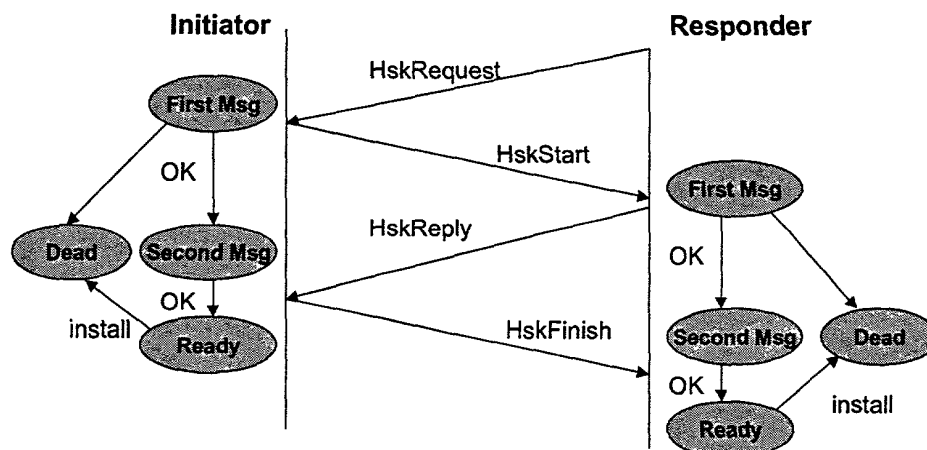 Initiator
Responder
HskRequest
First Msg
OK
HskStart
First Msg
HskReply
Dead
Second Msg
OK
OK
install
Ready
HskFinish
Second Msg
Dead
OK
install
Ready